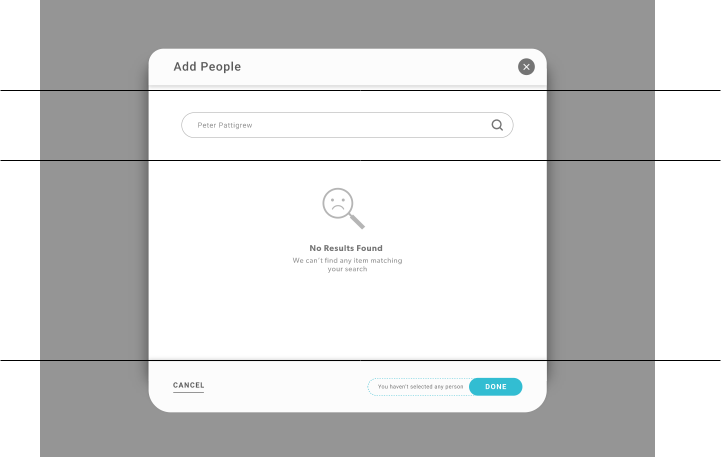 Add People
Peter Pattigrew
No Results Found
We can't find any item matching
your search
CANCEL
You haven't selected any person
DONE